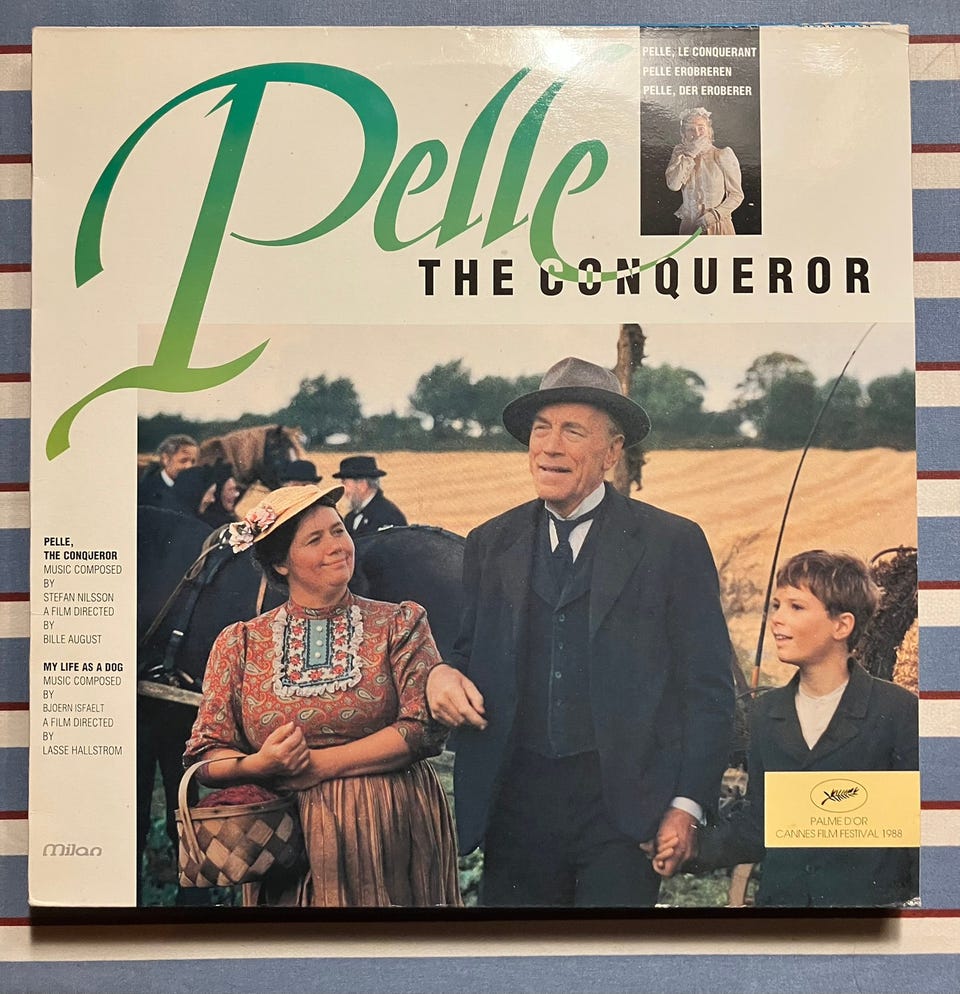 Pelle
THE CONQUEROR
PELLE, LE CONQUERANT
PELLE EROBREREN
PELLE, DER EROBERER
PELLE,
THE CONQUEROR
MUSIC COMPOSED
BY
STEFAN NILSSON
A FILM DIRECTED
BY
BILLE AUGUST
MY LIFE AS A DOG
MUSIC COMPOSED
BY
BJOERN ISFAELT
A FILM DIRECTED
BY
LASSE HALLSTROM
Milan
PALME D'OR
CANNES FILM FESTIVAL 1988